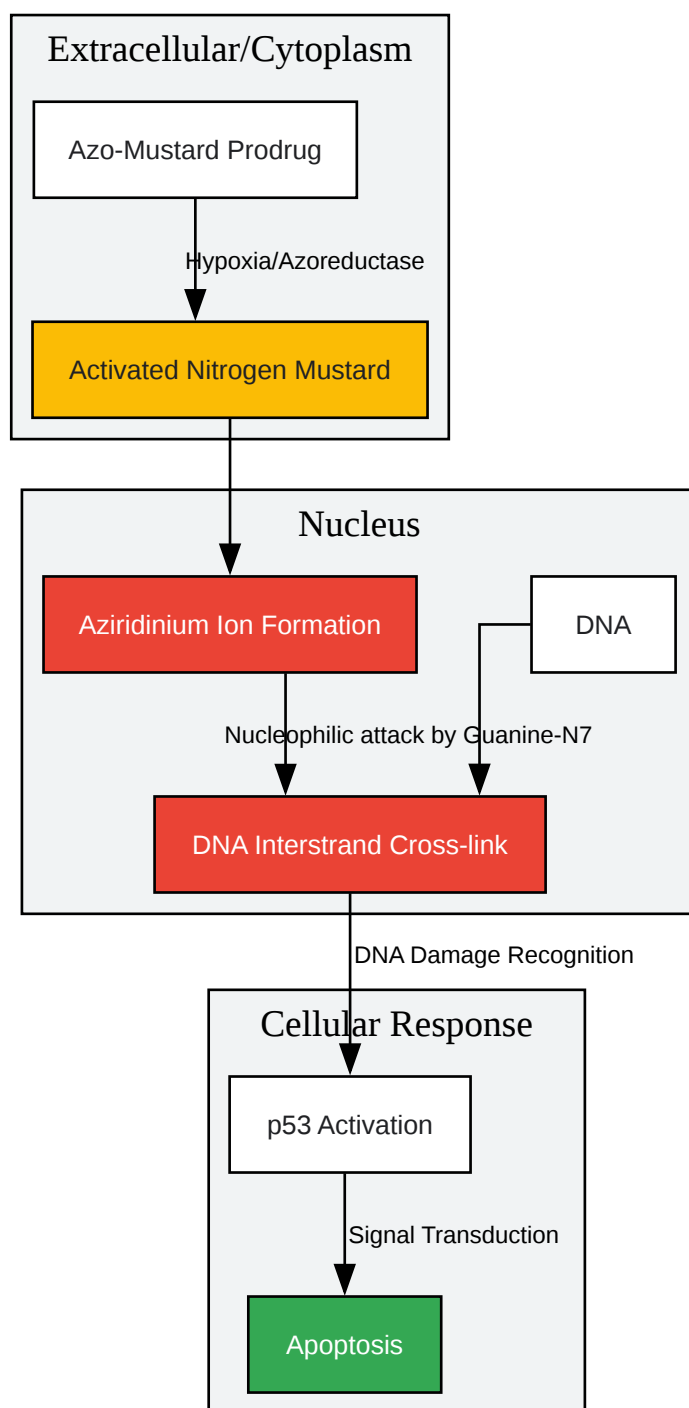 Extracellular/Cytoplasm
Azo-Mustard Prodrug
Hypoxia/Azoreductase
Activated Nitrogen Mustard
Nucleus
Aziridinium Ion Formation
DNA
Nucleophilic attack by Guanine-N7
DNA Interstrand Cross-link
DNA Damage Recognition
Cellular Response
p53 Activation
Signal Transduction
Apoptosis